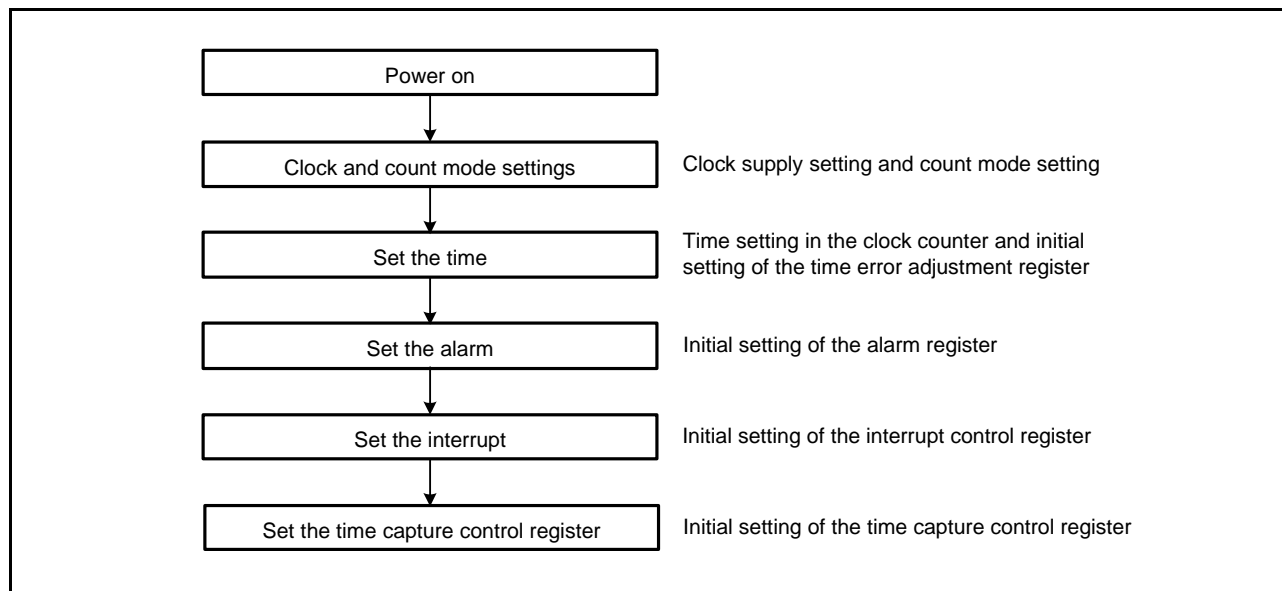 Power on
Clock and count mode settings
Clock supply setting and count mode setting
Set the time
Time setting in the clock counter and initial
setting of the time error adjustment register
Set the alarm
Initial setting of the alarm register
Set the interrupt
Initial setting of the interrupt control register
Set the time capture control register
Initial setting of the time capture control register